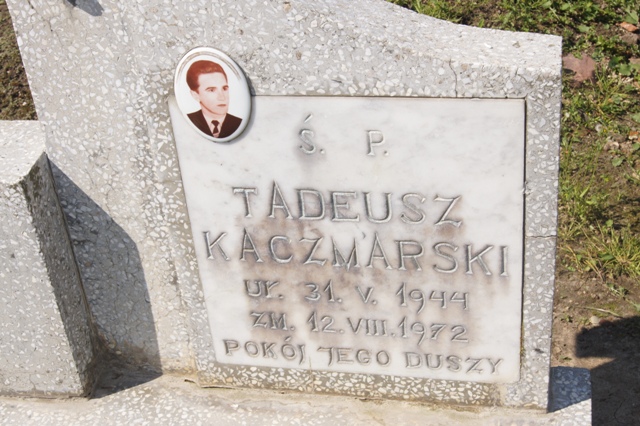 Ś. P.
TADEUSZ
KACZMARSKI
ur. 31. V. 1944
ZM. 12. VIII. 1972
POKÓJ JEGO DUSZY